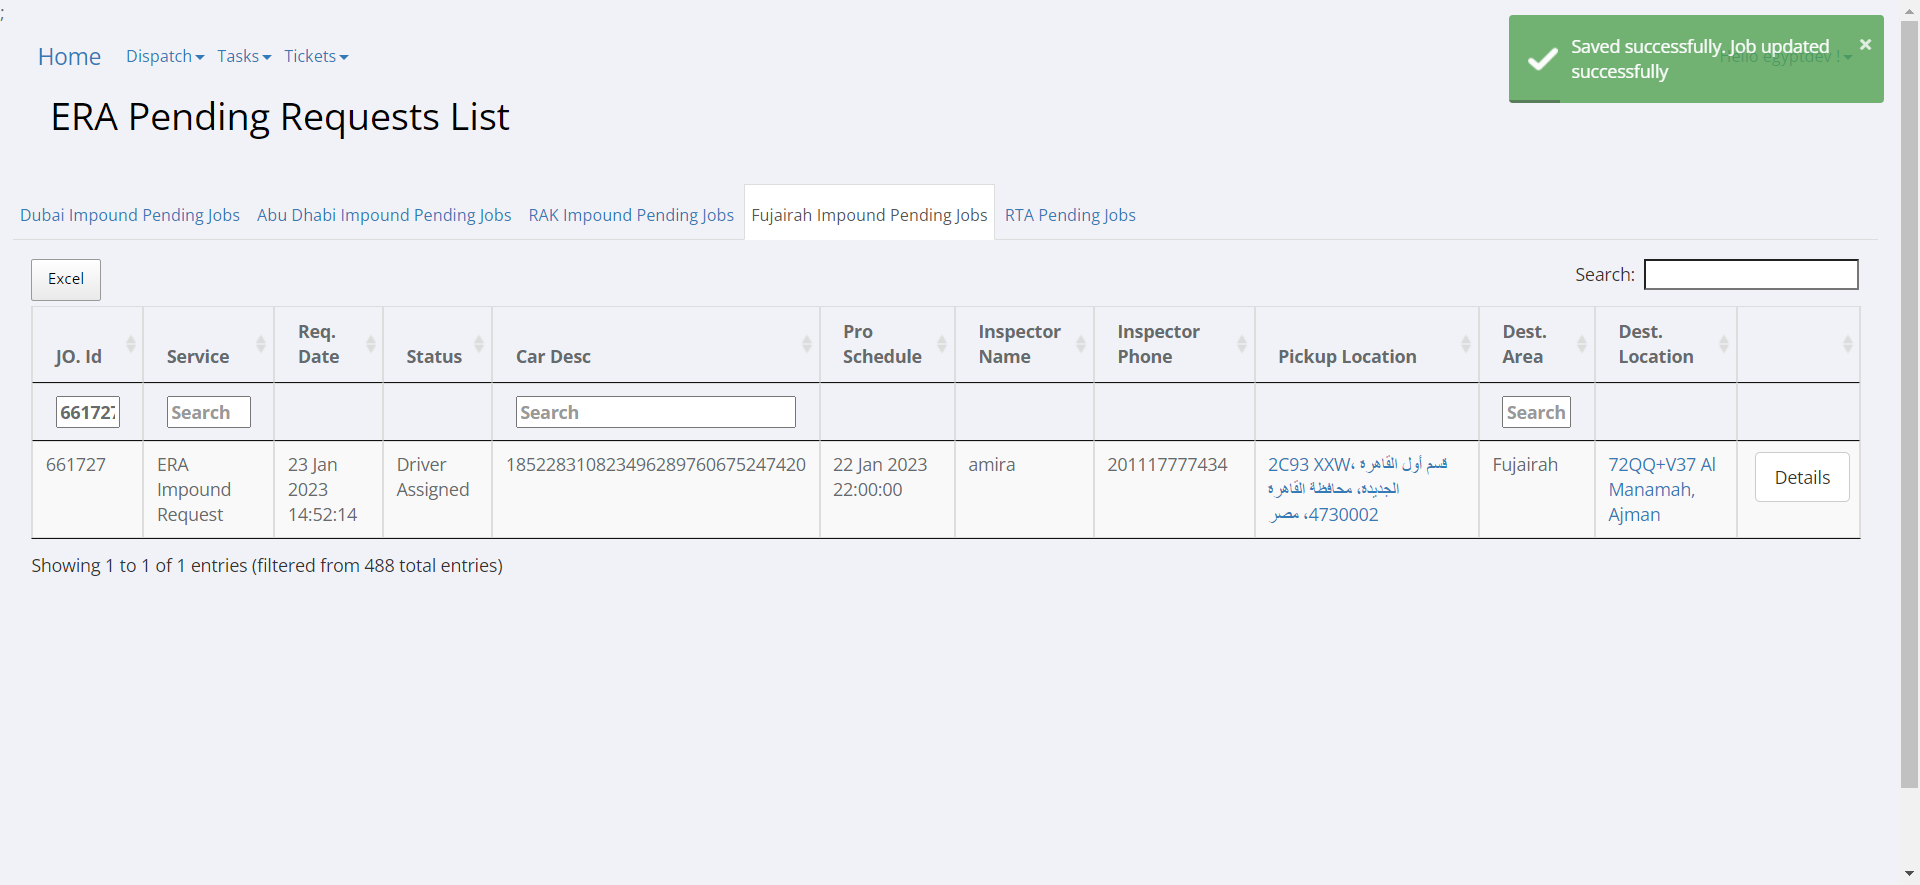 ;
Home Dispatch Tasks Tickets
Saved successfully. Job updated
successfully
×
Hello egyptdev !
ERA Pending Requests List
Dubai Impound Pending Jobs Abu Dhabi Impound Pending Jobs RAK Impound Pending Jobs Fujairah Impound Pending Jobs RTA Pending Jobs
Excel
Search:
JO. Id
Service
Req.
Date
Status
Car Desc
Pro
Schedule
Inspector
Name
Inspector
Phone
Pickup Location
Dest.
Area
Dest.
Location
661727
Search
Search
Search
661727
ERA
Impound
Request
23 Jan
2023
14:52:14
Driver
Assigned
185228310823496289760675247420
22 Jan 2023
22:00:00
amira
201117777434
2C93 XXW، قسم أول القاهرة
الجديدة، محافظة القاهرة
4730002، مصر
Fujairah
72QQ+V37 Al
Manamah,
Ajman
Details
Showing 1 to 1 of 1 entries (filtered from 488 total entries)